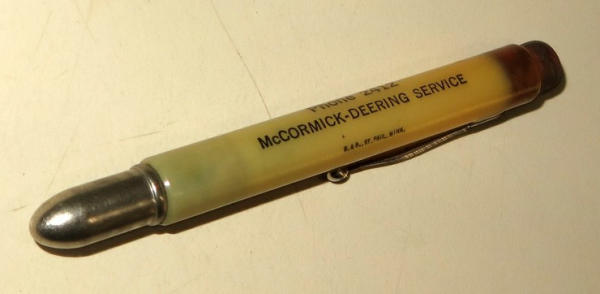 Phone 2412
McCORMICK-DEERING SERVICE
B.&B., ST. PAUL, MINN.